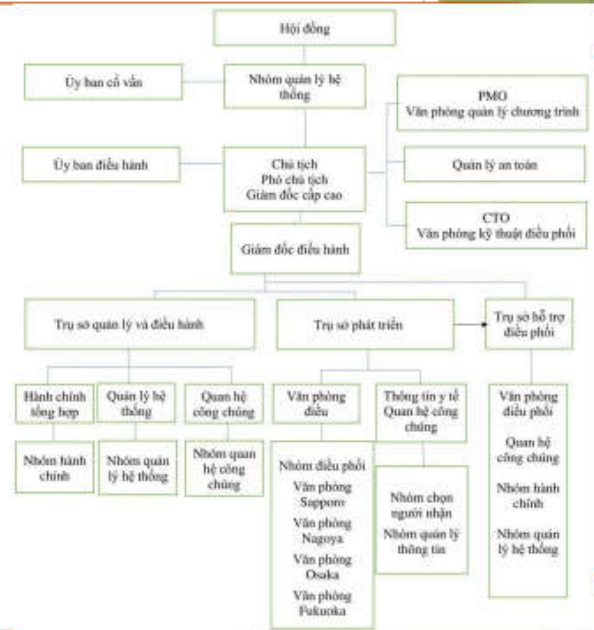 Hội đồng
Ủy ban cố vấn
Nhóm quản lý hệ
thống
PMO
Văn phòng quản lý chương trình
Ủy ban điều hành
Chủ tịch
Phó chủ tịch
Giám đốc cấp cao
Quản lý an toàn
CTO
Văn phòng kỹ thuật điều phối
Giám đốc điều hành
Trụ sở quản lý và điều hành
Trụ sở phát triển
Trụ sở hỗ trợ
điều phối
Hành chính
tổng hợp
Quản lý hệ
thống
Quan hệ
công chúng
Văn phòng
điều
Thông tin y tế
Quan hệ công
chúng
Văn phòng
điều phối
Quan hệ
công chúng
Nhóm hành
chính
Nhóm quản
lý hệ thống
Nhóm hành
chính
Nhóm quản
lý hệ thống
Nhóm quan
hệ công
chúng
Nhóm điều phối
Văn phòng
Sapporo
Văn phòng
Nagoya
Văn phòng
Osaka
Văn phòng
Fukuoka
Nhóm chọn
người nhận
Nhóm quản lý
thông tin